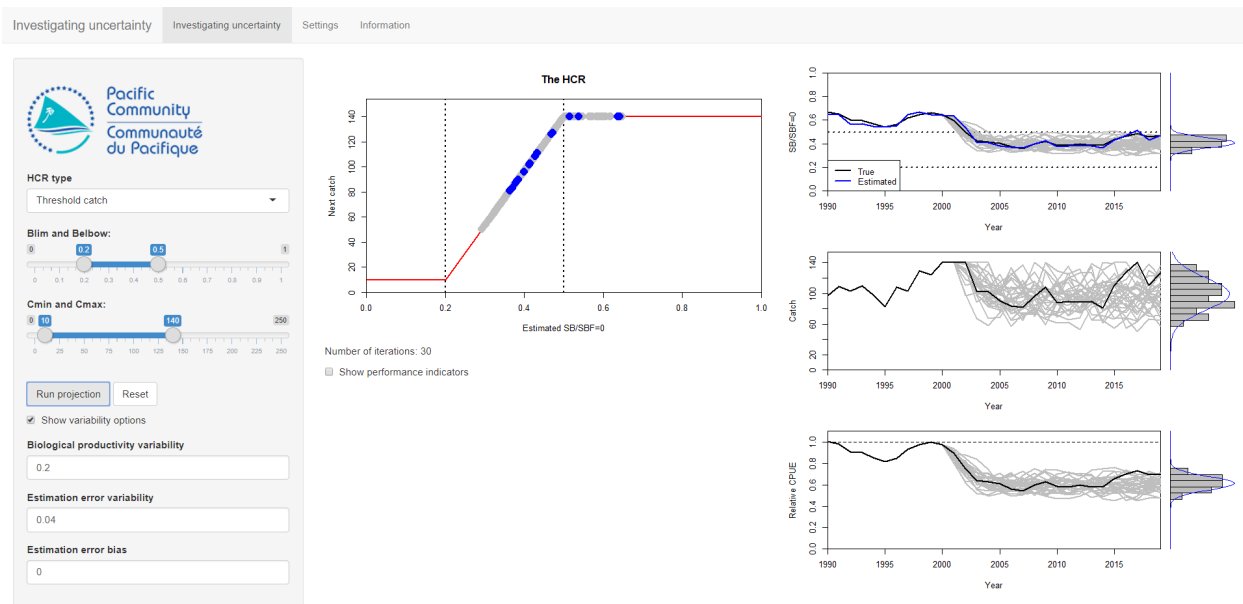 Investigating uncertainty Investigating uncertainty Settings Information
Pacific
Community
Communauté
du Pacifique
HCR type
Threshold catch
Blim and Belbow:
0 0.2 0.5 1
0 0.1 0.2 0.3 0.4 0.5 0.6 0.7 0.8 0.9 1
Cmin and Cmax:
0 10 140 250
0 25 50 75 100 125 150 175 200 225 250
Run projection Reset
Show variability options
Biological productivity variability
0.2
Estimation error variability
0.04
Estimation error bias
0
The HCR
Next catch
140
120
100
80
60
40
20
0
0.0 0.2 0.4 0.6 0.8 1.0
Estimated SB/SBF=0
Number of iterations: 30
Show performance indicators
SB/SBF=0
1.0
0.8
0.6
0.4
0.2
0.0
True
Estimated
1990 1995 2000 2005 2010 2015
Year
Catch
140
100
60
20
0
1990 1995 2000 2005 2010 2015
Year
Relative CPUE
1.0
0.8
0.6
0.4
0.2
0.0
1990 1995 2000 2005 2010 2015
Year